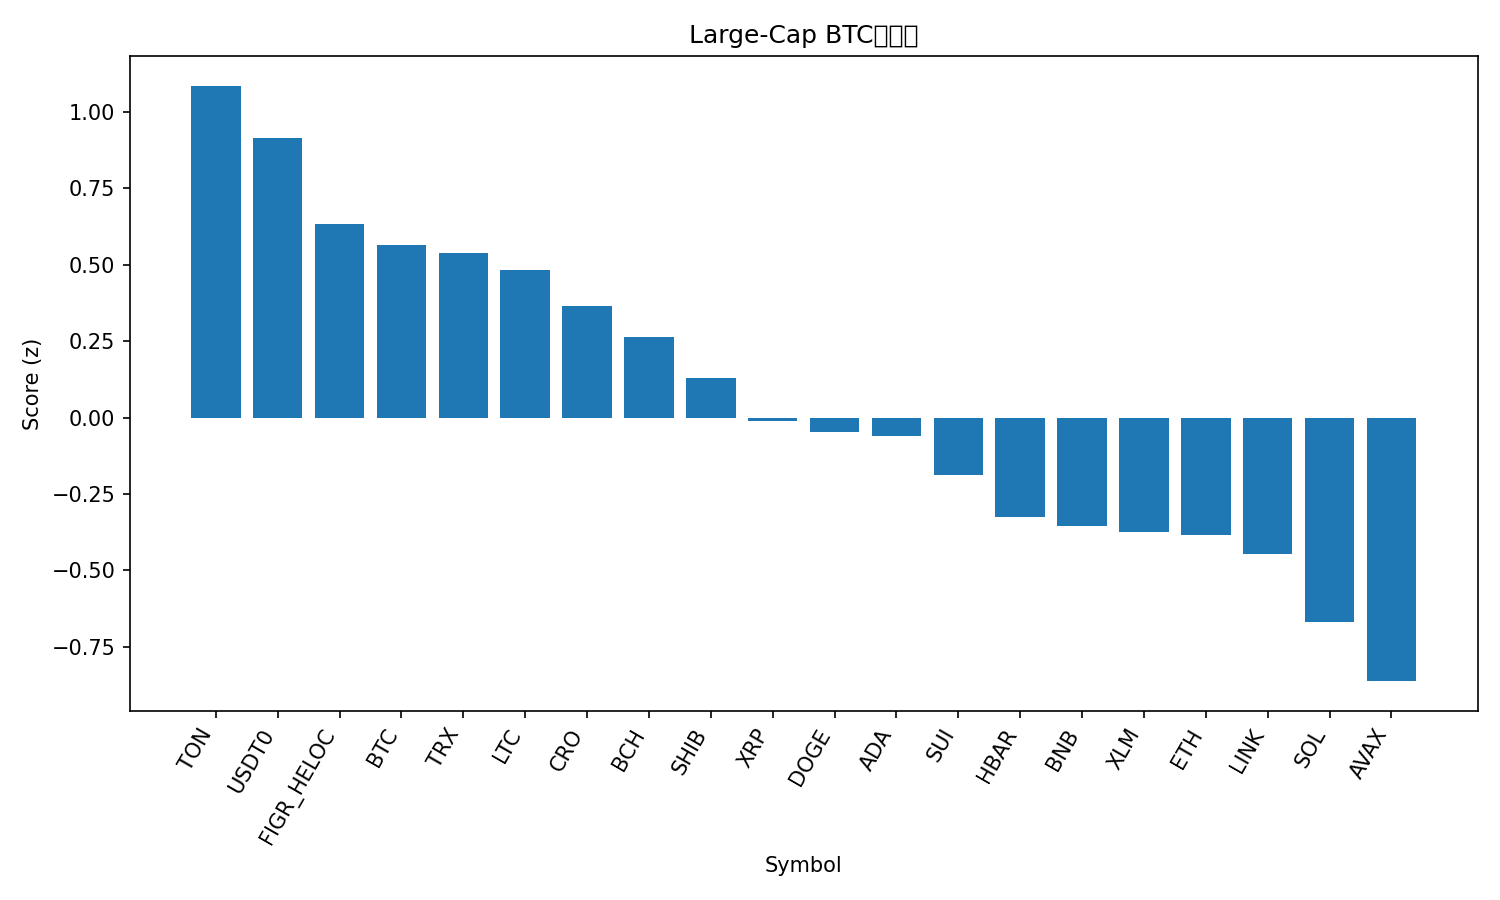 Large-Cap BTC
1.00
0.75
0.50
0.25
0.00
−0.25
−0.50
−0.75
Score (z)
TON
USDT0
FIGR_HELOC
BTC
TRX
LTC
CRO
BCH
SHIB
XRP
DOGE
ADA
SUI
HBAR
BNB
XLM
ETH
LINK
SOL
AVAX
Symbol